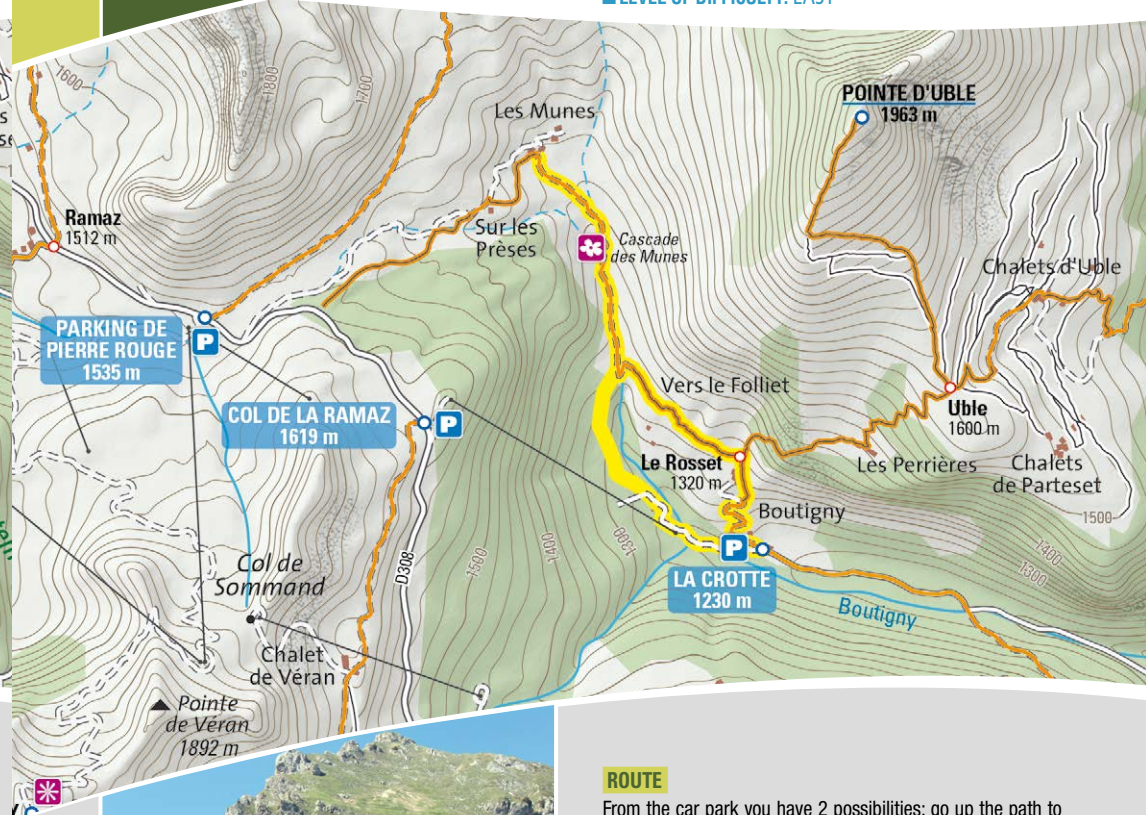 LEVEL OF DIFFICULTY: EASY
1600
1800
1700
Les Munes
POINTE D'UBLE
1963 m
Ramaz
1512 m
Sur les
Prèses
Cascade
des Munes
Chalets d'Uble
PARKING DE
PIERRE ROUGE
1535 m
P
COL DE LA RAMAZ
1619 m
P
Vers le Folliet
Uble
1600 m
Le Rosset
1320 m
Les Perrières
Chalets
de Parteset
Boutigny
1500
1500
1400
1300
1400
1300
P
LA CROTTE
1230 m
Boutigny
D308
Col de
Sommand
Chalet
de Véran
Pointe
de Véran
1892 m
ROUTE
From the car park you have 2 possibilities: go up the path to